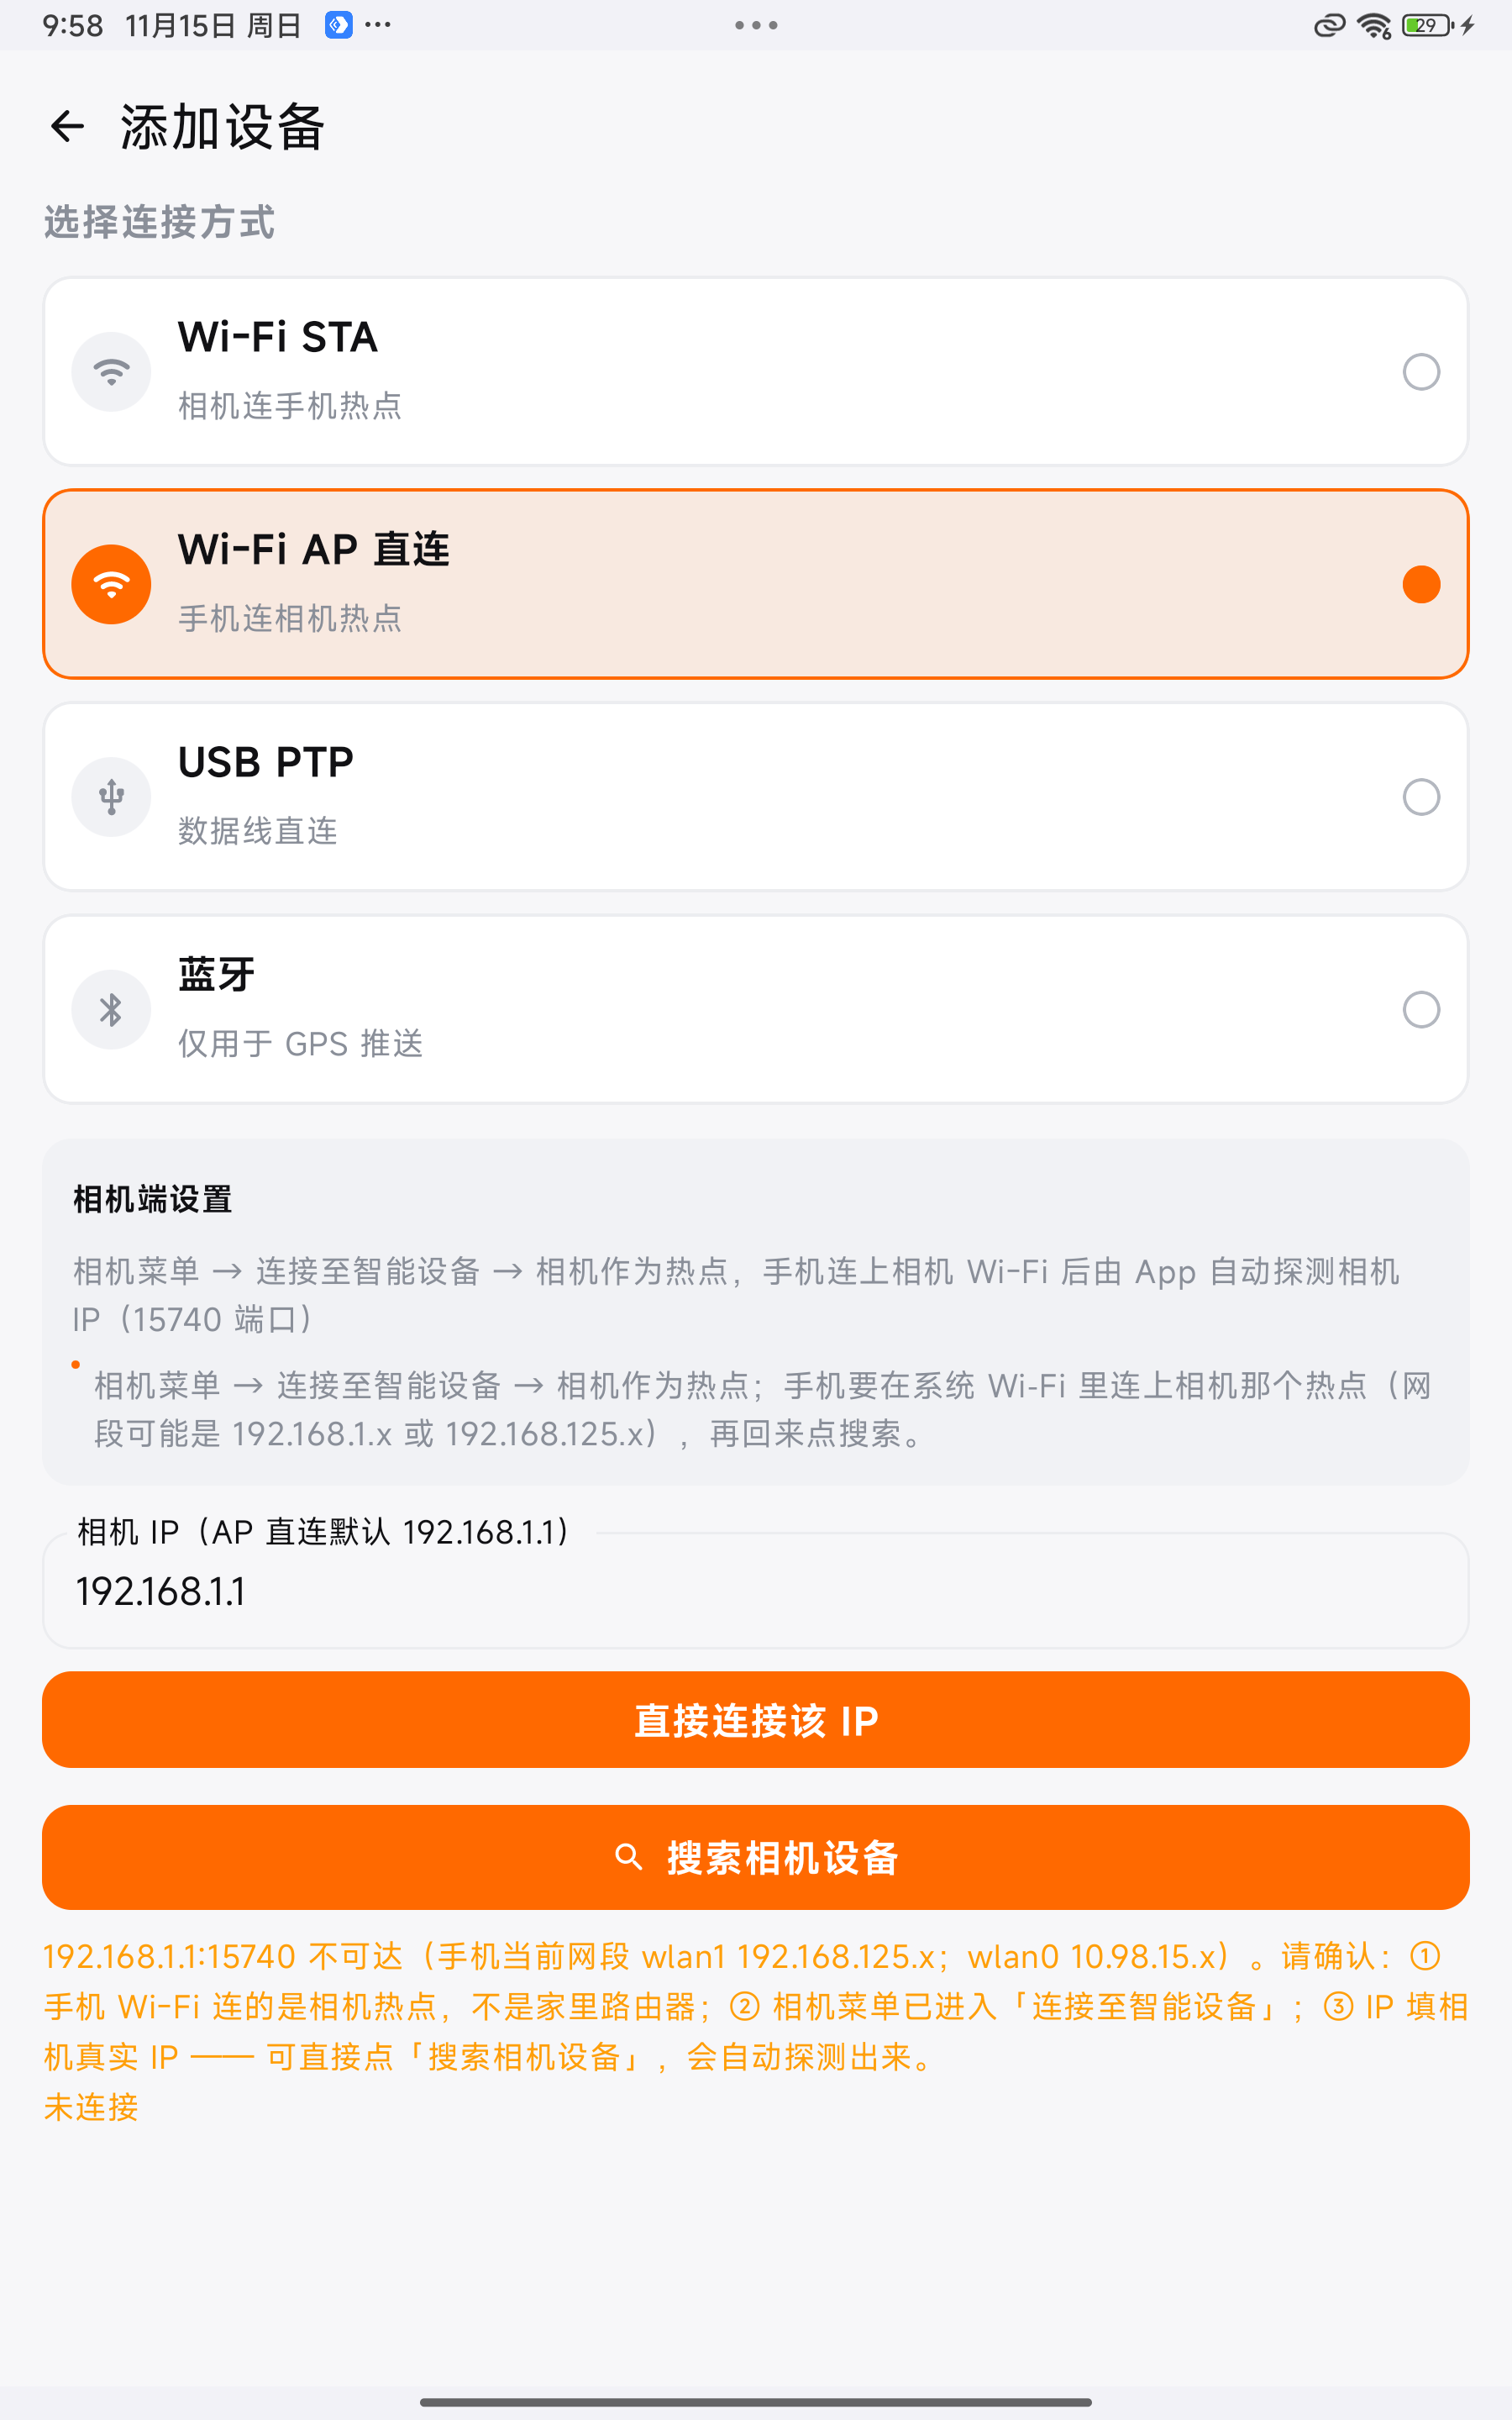 9:58 11月15日 周日
29
添加设备
选择连接方式
Wi-Fi STA
相机连手机热点
Wi-Fi AP 直连
手机连相机热点
USB PTP
数据线直连
蓝牙
仅用于 GPS 推送
相机端设置
相机菜单 → 连接至智能设备 → 相机作为热点，手机连上相机 Wi-Fi 后由 App 自动探测相机
IP（15740 端口）
相机菜单 → 连接至智能设备 → 相机作为热点；手机要在系统 Wi-Fi 里连上相机那个热点（网
段可能是 192.168.1.x 或 192.168.125.x），再回来点搜索。
相机 IP（AP 直连默认 192.168.1.1）
192.168.1.1
直接连接该 IP
搜索相机设备
192.168.1.1:15740 不可达（手机当前网段 wlan1 192.168.125.x；wlan0 10.98.15.x）。请确认：①
手机 Wi-Fi 连的是相机热点，不是家里路由器；② 相机菜单已进入「连接至智能设备」；③ IP 填相
机真实 IP —— 可直接点「搜索相机设备」，会自动探测出来。
未连接